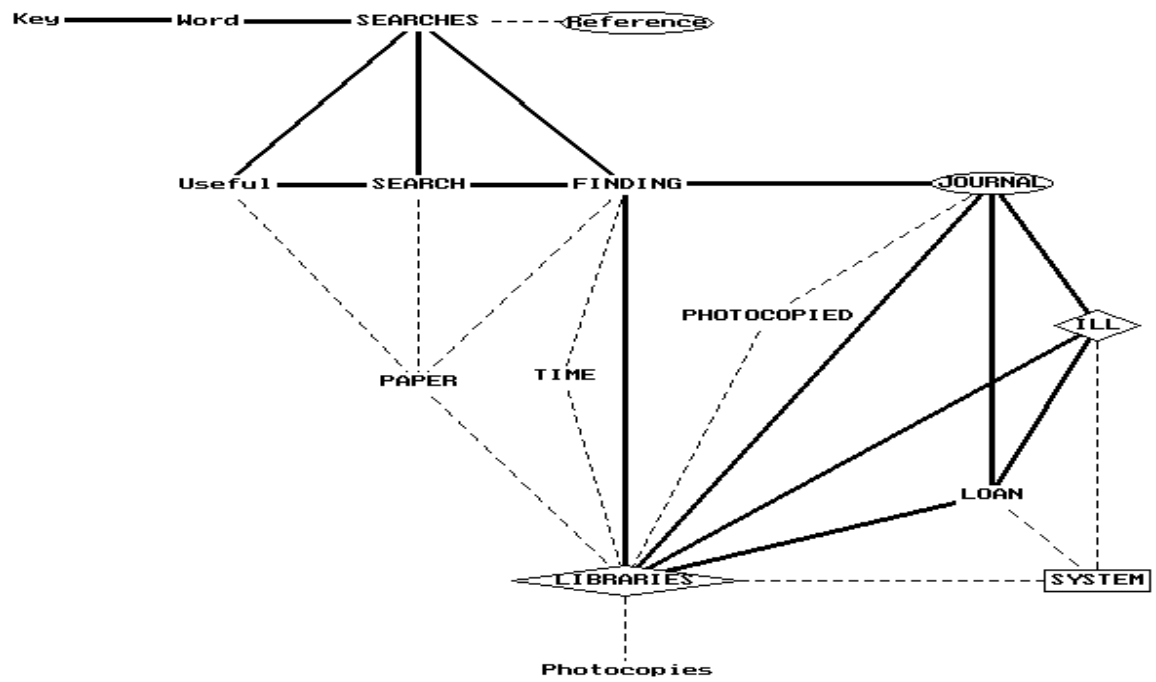 Key Word SEARCHES Reference
Useful SEARCH FINDING JOURNAL
PHOTOCOPIED ILL
PAPER TIME
LOAN
LIBRARIES SYSTEM
Photocopies